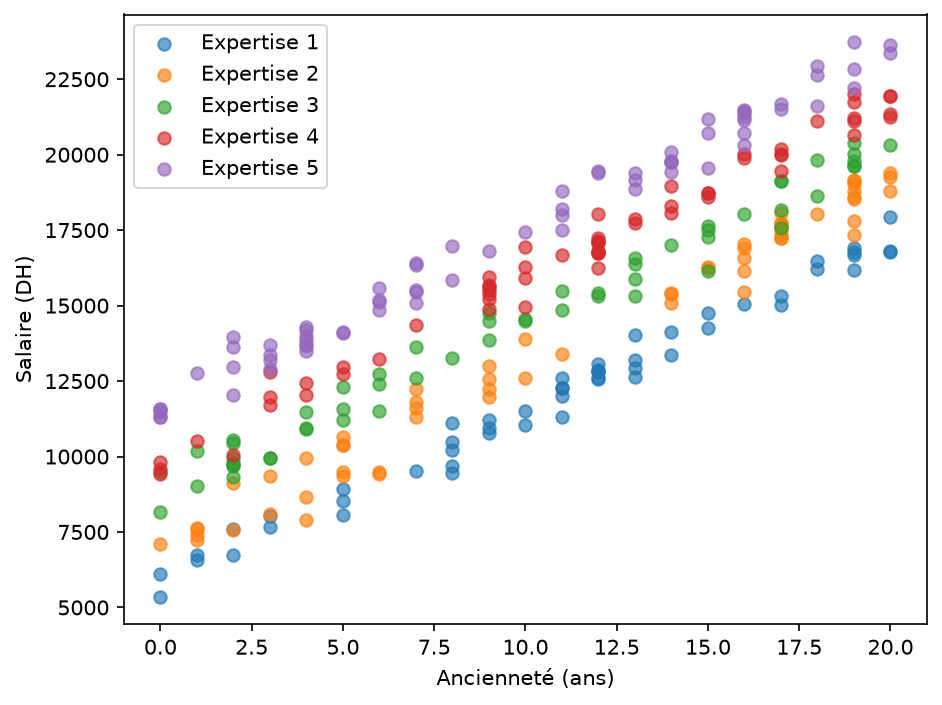 Expertise 1
Expertise 2
Expertise 3
Expertise 4
Expertise 5
22500
20000
17500
15000
12500
10000
7500
5000
Salaire (DH)
0.0 2.5 5.0 7.5 10.0 12.5 15.0 17.5 20.0
Ancienneté (ans)